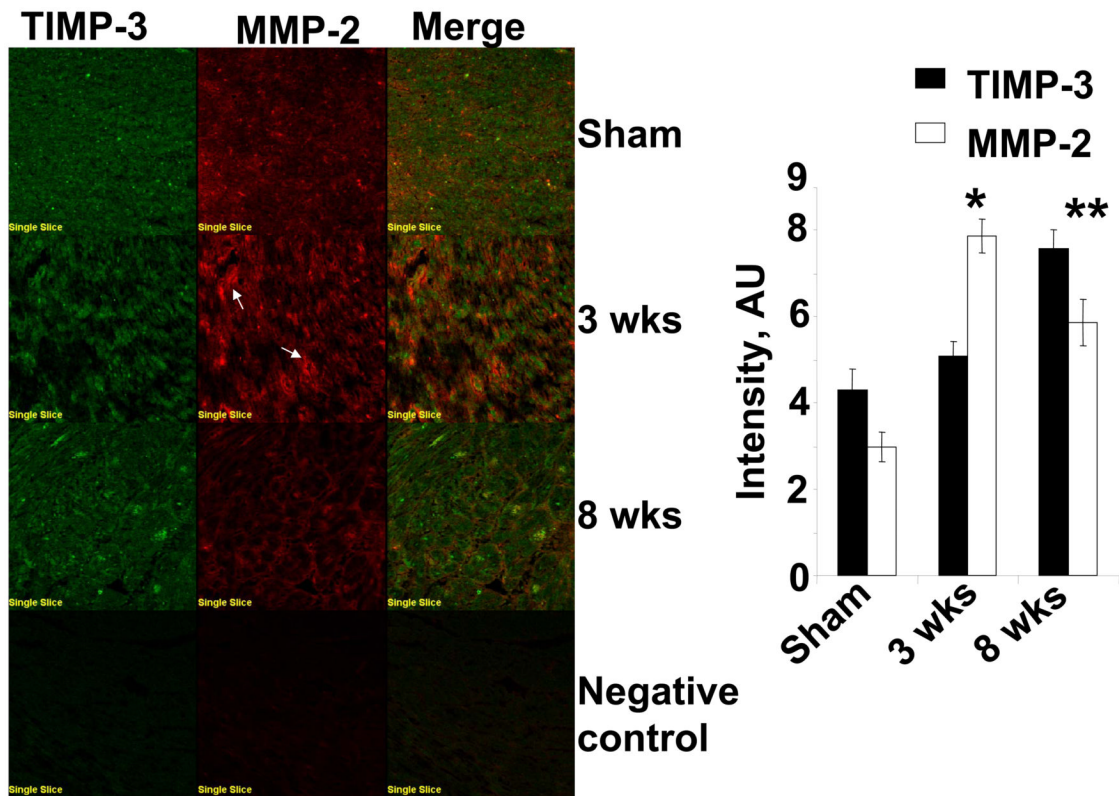 TIMP-3 MMP-2 Merge
Single Slice Single Slice Single Slice
Sham
Single Slice Single Slice Single Slice
3 wks
Single Slice Single Slice Single Slice
8 wks
Single Slice Single Slice Single Slice
Negative
control
TIMP-3
MMP-2
Intensity, AU
9
8
6
4
2
0
*
**
Sham
3 wks
8 wks